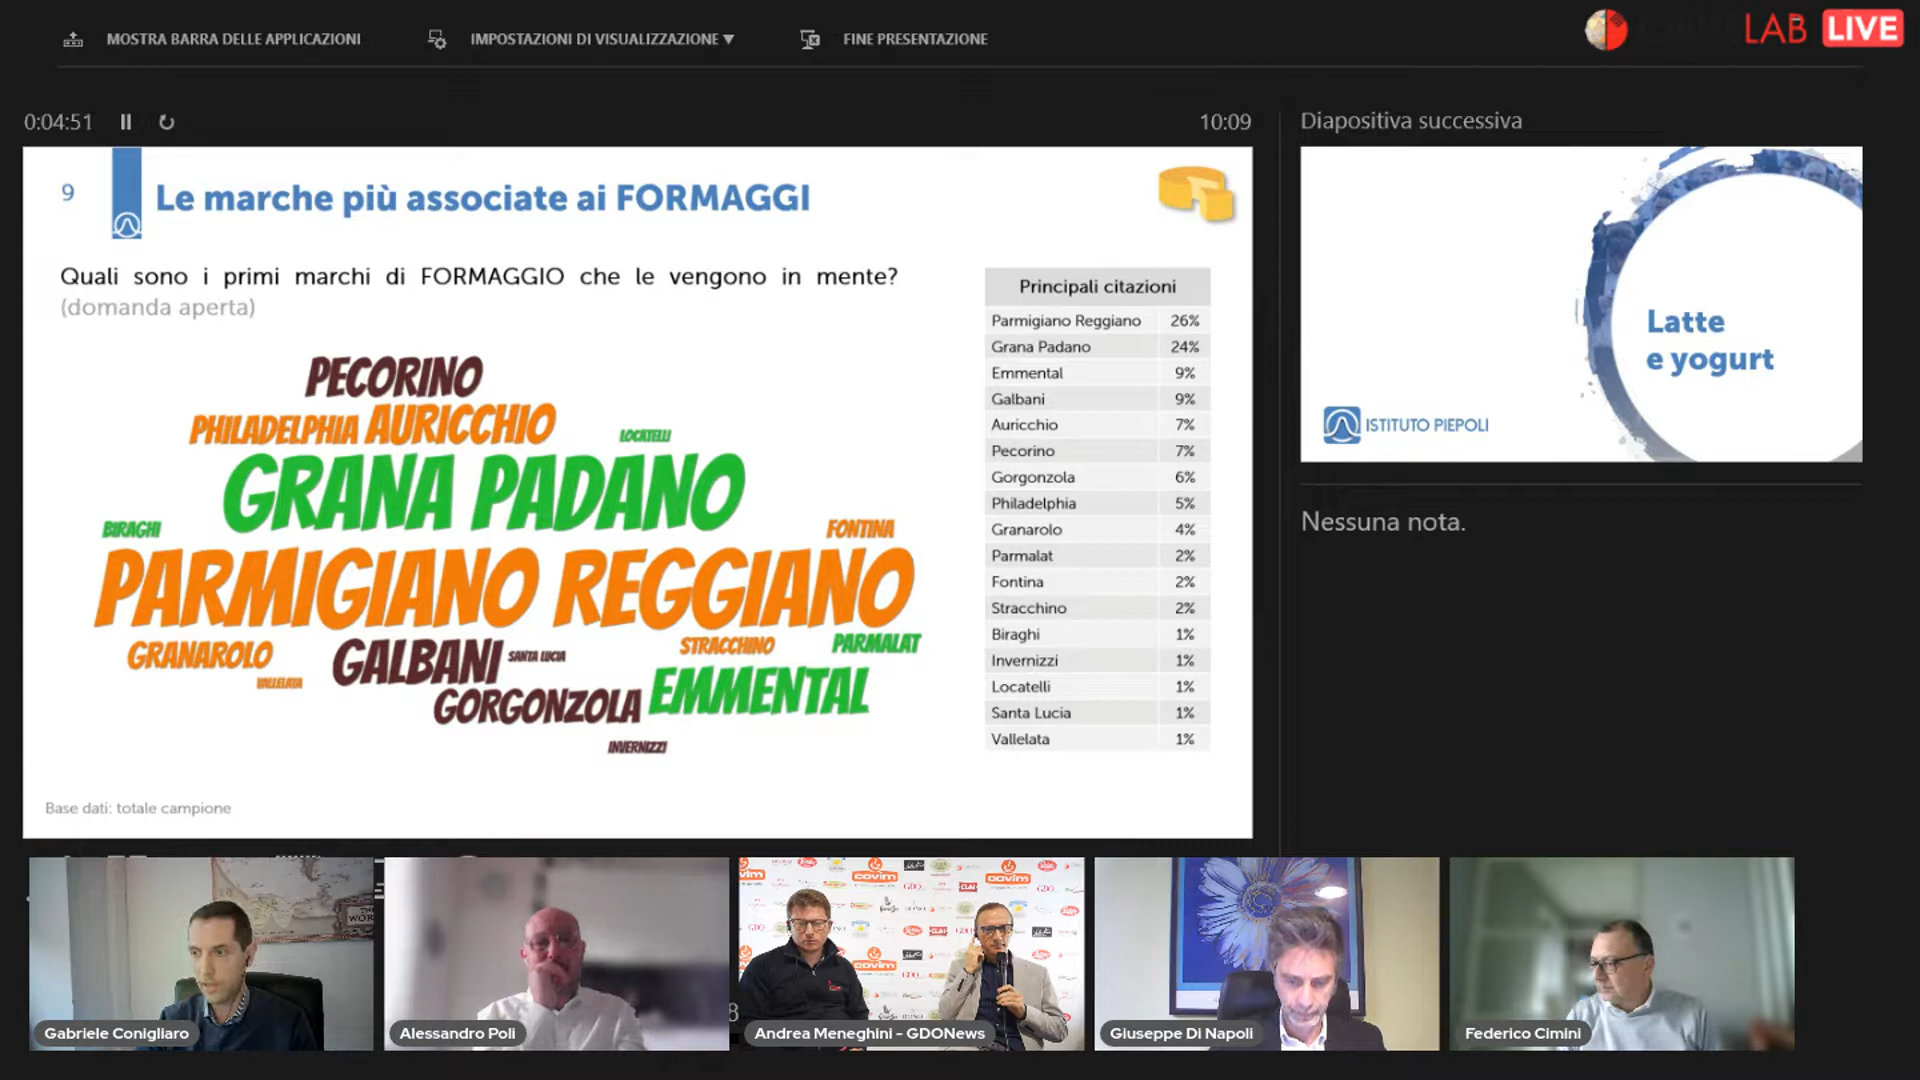 MOSTRA BARRA DELLE APPLICAZIONI
IMPOSTAZIONI DI VISUALIZZAZIONE
FINE PRESENTAZIONE
LAB LIVE
0:04:51
10:09
Diapositiva successiva
9
Le marche più associate ai FORMAGGI
Quali sono i primi marchi di FORMAGGIO che le vengono in mente?
(domanda aperta)
PECORINO
PHILADELPHIA AURICCHIO
LOCATELLI
GRANA PADANO
BIRAGHI
FONTINA
PARMIGIANO REGGIANO
GRANAROLO
GALBANI
SANTA LUCIA
STRACCHINO
PARMALAT
VALLELATA
GORGONZOLA
EMMENTAL
INVERNIZZI
Principali citazioni
Parmigiano Reggiano 26%
Grana Padano 24%
Emmental 9%
Galbani 9%
Auricchio 7%
Pecorino 7%
Gorgonzola 6%
Philadelphia 5%
Granarolo 4%
Parmalat 2%
Fontina 2%
Stracchino 2%
Biraghi 1%
Invernizzi 1%
Locatelli 1%
Santa Lucia 1%
Vallelata 1%
Base dati: totale campione
Latte
e yogurt
ISTITUTO PIEPOLI
Nessuna nota.
covim
covim
covim
Gabriele Conigliaro
Alessandro Poli
Andrea Meneghini - GDONews
Giuseppe Di Napoli
Federico Cimini